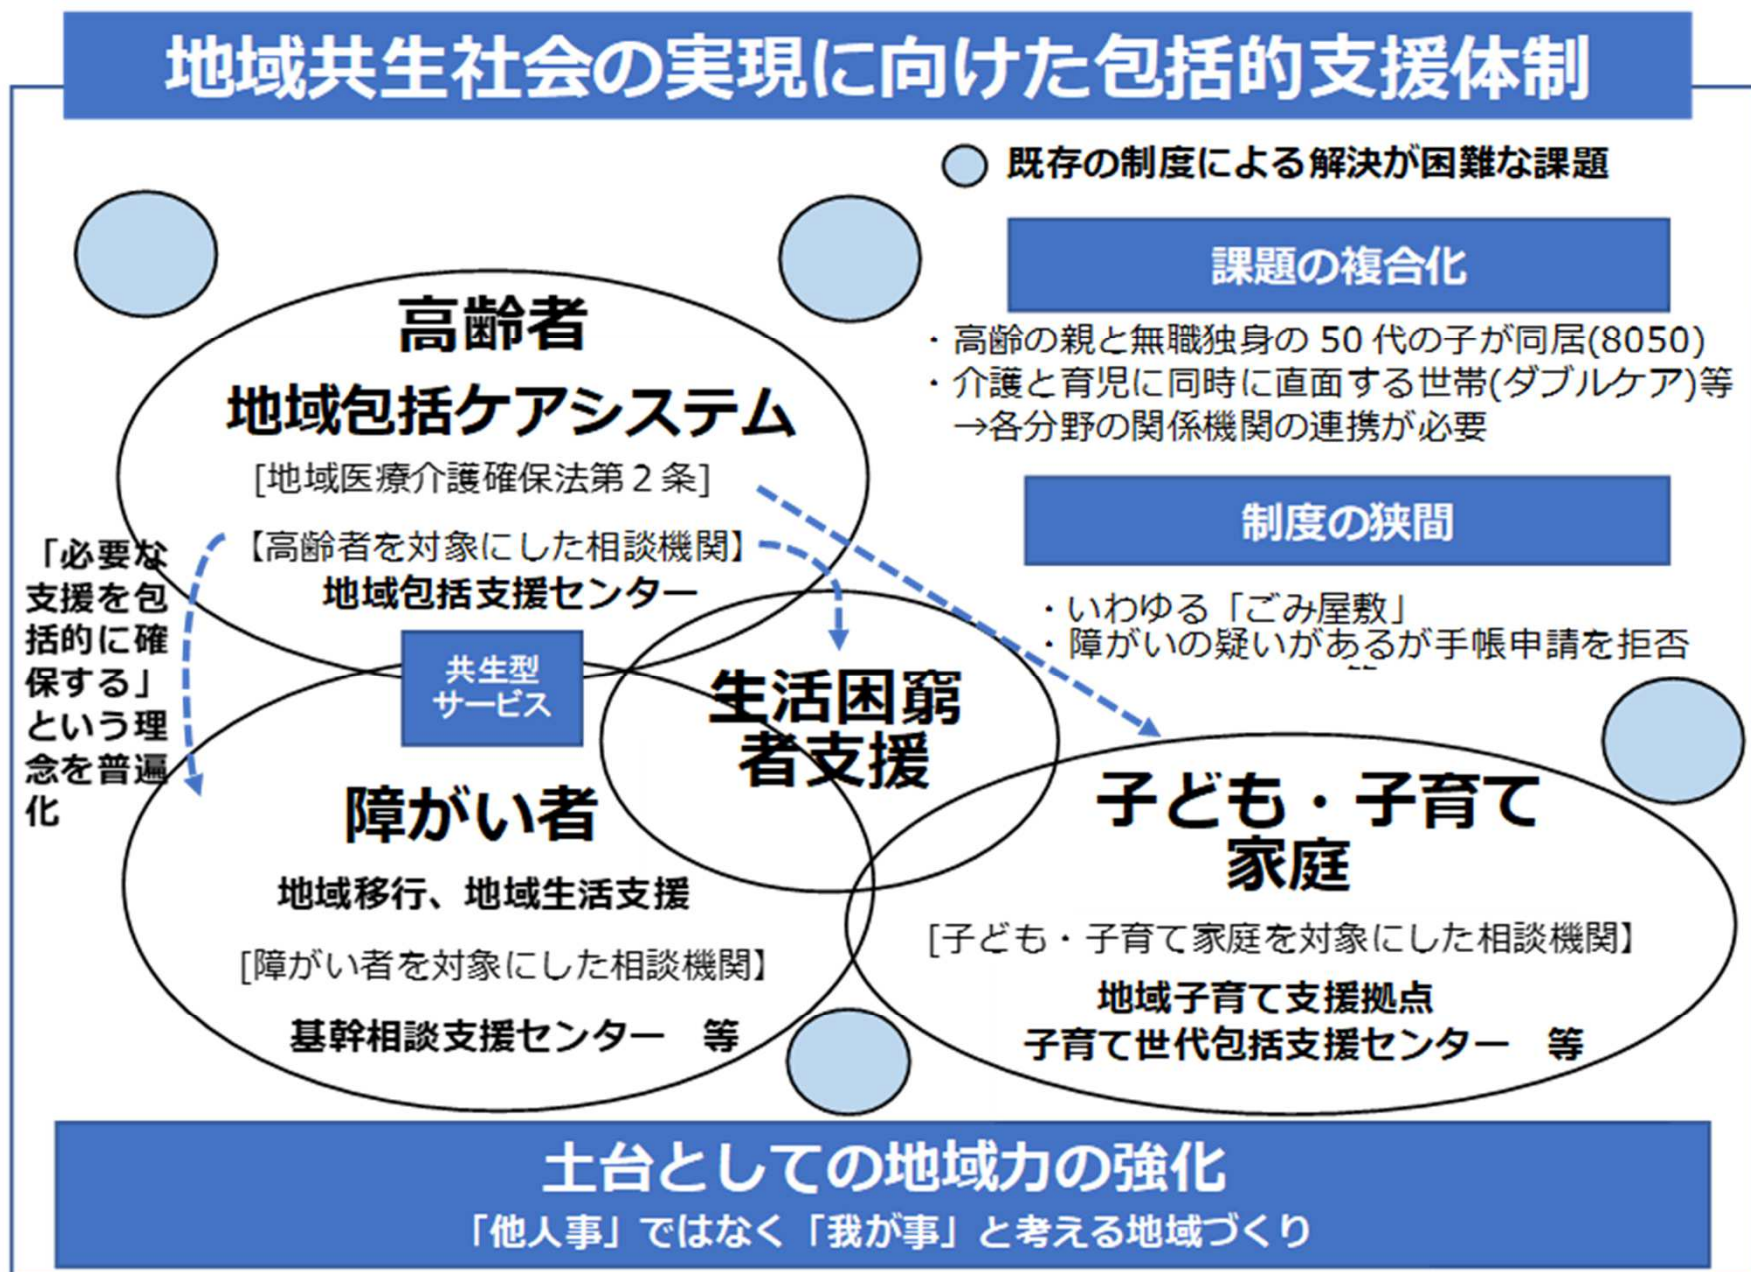 地域共生社会の実現に向けた包括的支援体制
既存の制度による解決が困難な課題
課題の複合化
・高齢の親と無職独身の 50 代の子が同居(8050)
・介護と育児に同時に直面する世帯(ダブルケア)等
→各分野の関係機関の連携が必要
制度の狭間
・いわゆる「ごみ屋敷」
・障がいの疑いがあるが手帳申請を拒否
高齢者
地域包括ケアシステム
[地域医療介護確保法第2条]
【高齢者を対象にした相談機関】
地域包括支援センター
「必要な
支援を包
括的に確
保する」
という理
念を普遍
化
共生型
サービス
生活困窮
者支援
障がい者
地域移行、地域生活支援
[障がい者を対象にした相談機関】
基幹相談支援センター　等
子ども・子育て
家庭
[子ども・子育て家庭を対象にした相談機関】
地域子育て支援拠点
子育て世代包括支援センター　等
土台としての地域力の強化
「他人事」ではなく「我が事」と考える地域づくり